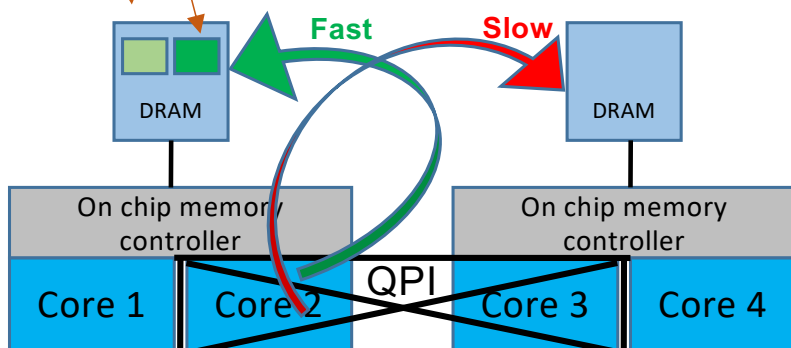 Fast
Slow
DRAM
DRAM
On chip memory
controller
On chip memory
controller
QPI
Core 1
Core 2
Core 3
Core 4